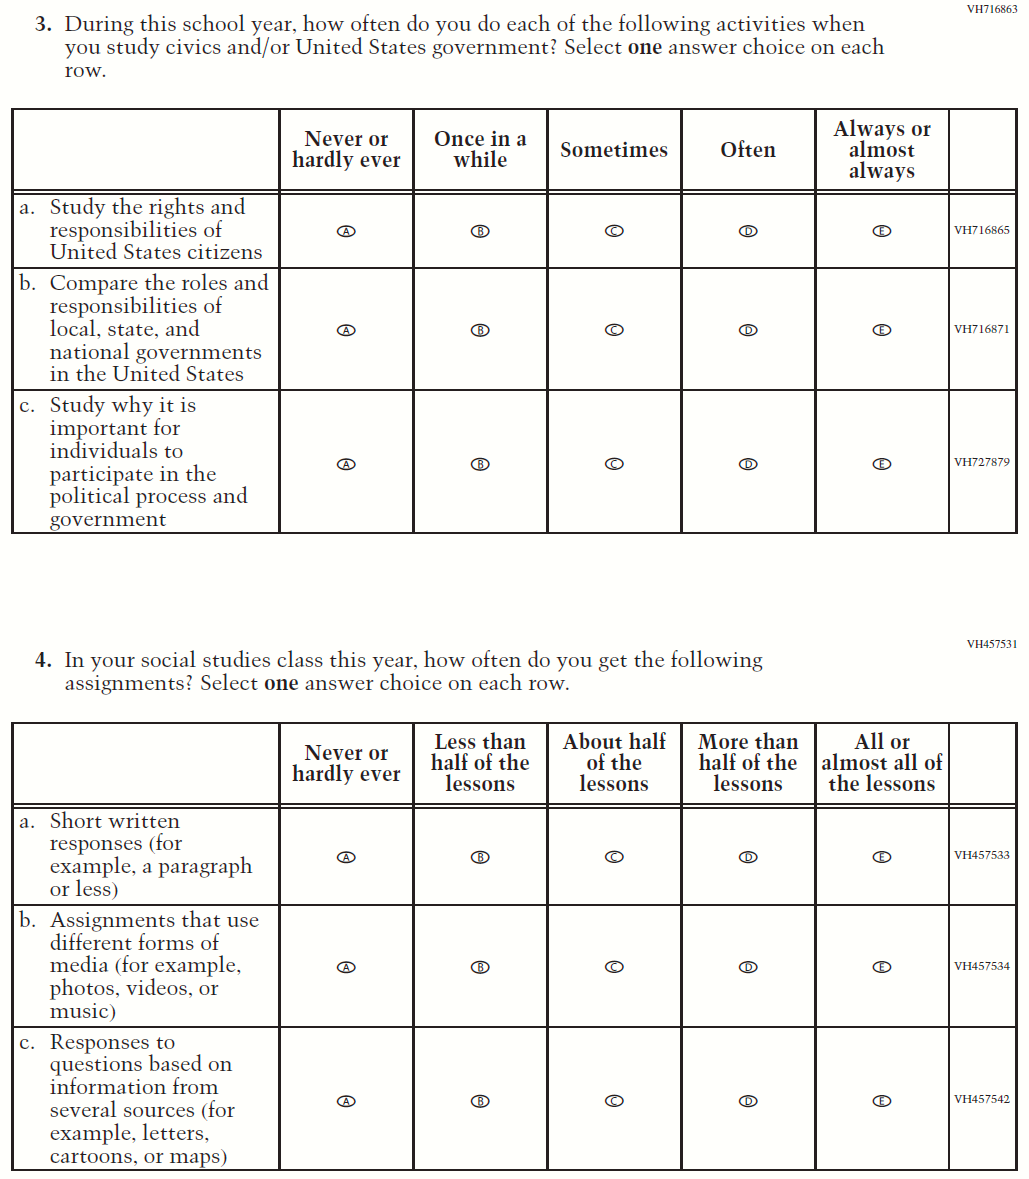 VH716863
3. During this school year, how often do you do each of the following activities when
you study civics and/or United States government? Select one answer choice on each
row.
Never or
hardly ever
Once in a
while
Sometimes
Often
Always or
almost
always
a. Study the rights and
responsibilities of
United States citizens
A B C D E VH716865
b. Compare the roles and
responsibilities of
local, state, and
national governments
in the United States
A B C D E VH716871
c. Study why it is
important for
individuals to
participate in the
political process and
government
A B C D E VH727879
VH457531
4. In your social studies class this year, how often do you get the following
assignments? Select one answer choice on each row.
Never or
hardly ever
Less than
half of the
lessons
About half
of the
lessons
More than
half of the
lessons
All or
almost all of
the lessons
a. Short written
responses (for
example, a paragraph
or less)
A B C D E VH457533
b. Assignments that use
different forms of
media (for example,
photos, videos, or
music)
A B C D E VH457534
c. Responses to
questions based on
information from
several sources (for
example, letters,
cartoons, or maps)
A B C D E VH457542